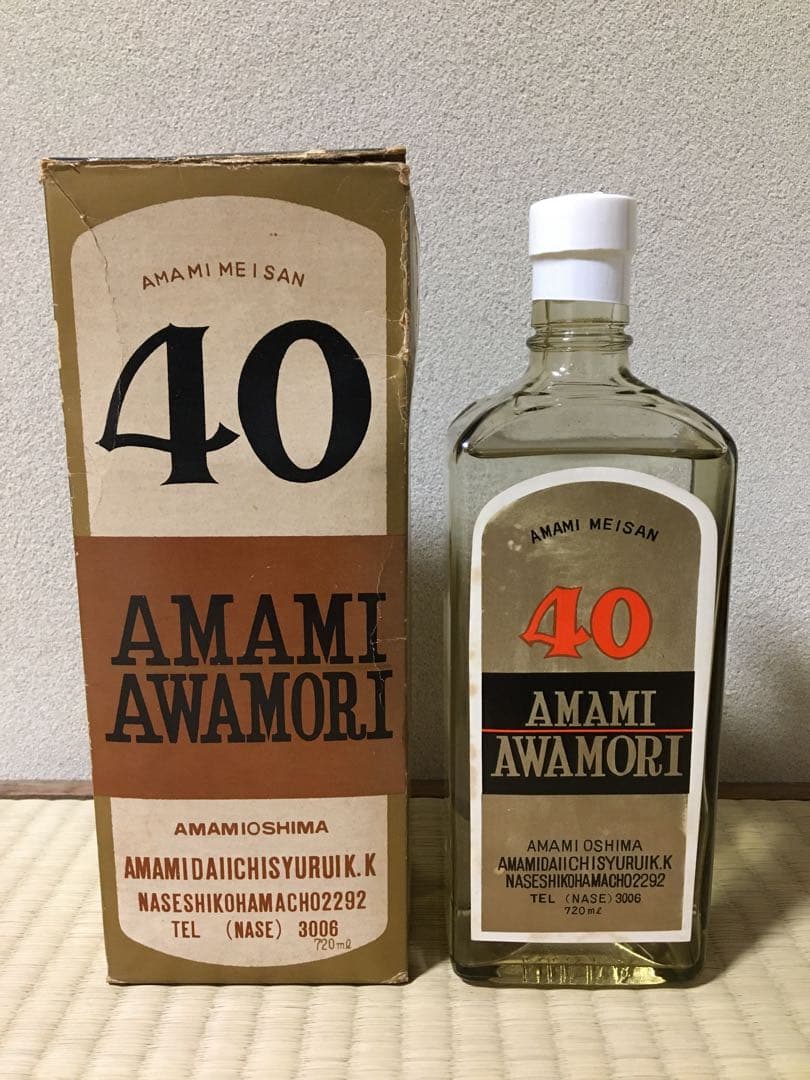 AMAMI MEISAN
40
AMAMI
AWAMORI
AMAMIOSHIMA
AMAMIDAIICHISYURUIK.K
NASESHIKOHAMACHO2292
TEL (NASE) 3006
720mℓ
AMAMI MEISAN
40
AMAMI
AWAMORI
AMAMI OSHIMA
AMAMIDAIICHISYURUIK.K
NASESHIKOHAMACHO2292
TEL (NASE) 3006
720mℓ